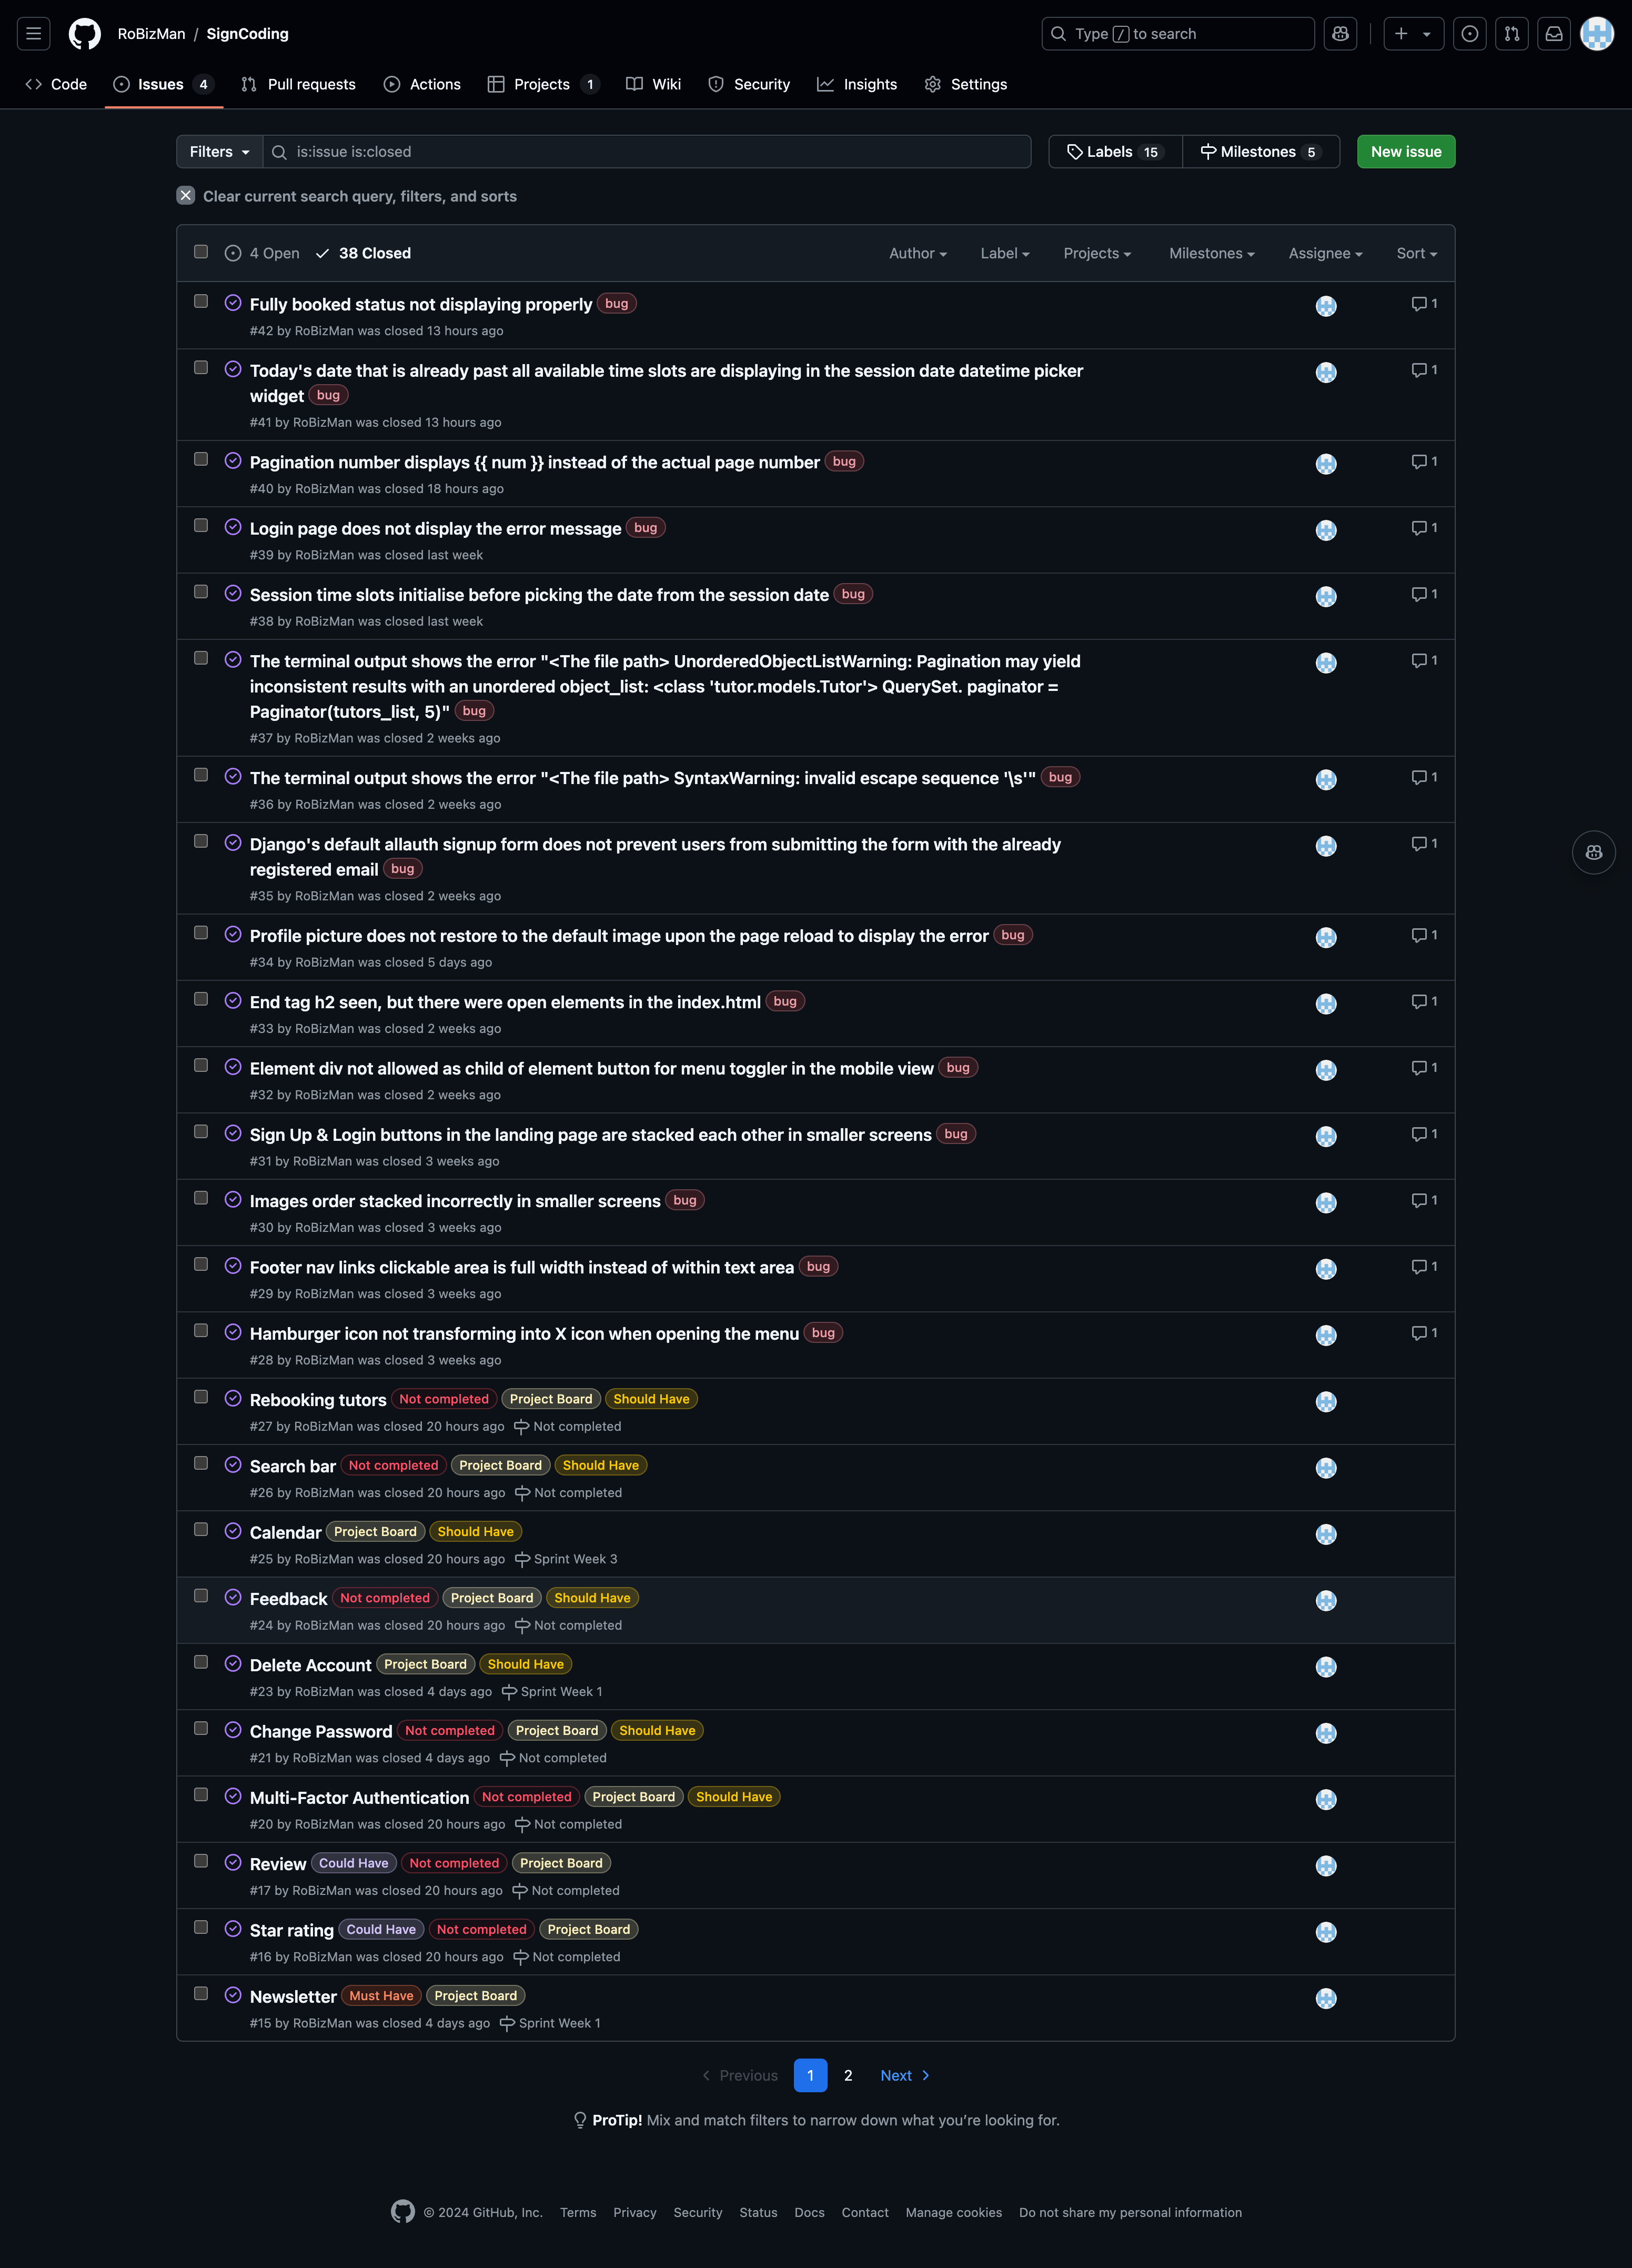 RoBizMan / SignCoding
Type / to search
Code
Issues 4
Pull requests
Actions
Projects 1
Wiki
Security
Insights
Settings
Filters
is:issue is:closed
Labels 15
Milestones 5
New issue
Clear current search query, filters, and sorts
4 Open
38 Closed
Author
Label
Projects
Milestones
Assignee
Sort
Fully booked status not displaying properly bug
1
#42 by RoBizMan was closed 13 hours ago
Today's date that is already past all available time slots are displaying in the session date datetime picker
widget bug
1
#41 by RoBizMan was closed 13 hours ago
Pagination number displays {{ num }} instead of the actual page number bug
1
#40 by RoBizMan was closed 18 hours ago
Login page does not display the error message bug
1
#39 by RoBizMan was closed last week
Session time slots initialise before picking the date from the session date bug
1
#38 by RoBizMan was closed last week
The terminal output shows the error "<The file path> UnorderedObjectListWarning: Pagination may yield
inconsistent results with an unordered object_list: <class 'tutor.models.Tutor'> QuerySet. paginator =
Paginator(tutors_list, 5)" bug
1
#37 by RoBizMan was closed 2 weeks ago
The terminal output shows the error "<The file path> SyntaxWarning: invalid escape sequence '\s'" bug
1
#36 by RoBizMan was closed 2 weeks ago
Django's default allauth signup form does not prevent users from submitting the form with the already
registered email bug
1
#35 by RoBizMan was closed 2 weeks ago
Profile picture does not restore to the default image upon the page reload to display the error bug
1
#34 by RoBizMan was closed 5 days ago
End tag h2 seen, but there were open elements in the index.html bug
1
#33 by RoBizMan was closed 2 weeks ago
Element div not allowed as child of element button for menu toggler in the mobile view bug
1
#32 by RoBizMan was closed 2 weeks ago
Sign Up & Login buttons in the landing page are stacked each other in smaller screens bug
1
#31 by RoBizMan was closed 3 weeks ago
Images order stacked incorrectly in smaller screens bug
1
#30 by RoBizMan was closed 3 weeks ago
Footer nav links clickable area is full width instead of within text area bug
1
#29 by RoBizMan was closed 3 weeks ago
Hamburger icon not transforming into X icon when opening the menu bug
1
#28 by RoBizMan was closed 3 weeks ago
Rebooking tutors Not completed Project Board Should Have
#27 by RoBizMan was closed 20 hours ago Not completed
Search bar Not completed Project Board Should Have
#26 by RoBizMan was closed 20 hours ago Not completed
Calendar Project Board Should Have
#25 by RoBizMan was closed 20 hours ago Sprint Week 3
Feedback Not completed Project Board Should Have
#24 by RoBizMan was closed 20 hours ago Not completed
Delete Account Project Board Should Have
#23 by RoBizMan was closed 4 days ago Sprint Week 1
Change Password Not completed Project Board Should Have
#21 by RoBizMan was closed 4 days ago Not completed
Multi-Factor Authentication Not completed Project Board Should Have
#20 by RoBizMan was closed 20 hours ago Not completed
Review Could Have Not completed Project Board
#17 by RoBizMan was closed 20 hours ago Not completed
Star rating Could Have Not completed Project Board
#16 by RoBizMan was closed 20 hours ago Not completed
Newsletter Must Have Project Board
#15 by RoBizMan was closed 4 days ago Sprint Week 1
Previous 1 2 Next
ProTip! Mix and match filters to narrow down what you’re looking for.
© 2024 GitHub, Inc. Terms Privacy Security Status Docs Contact Manage cookies Do not share my personal information